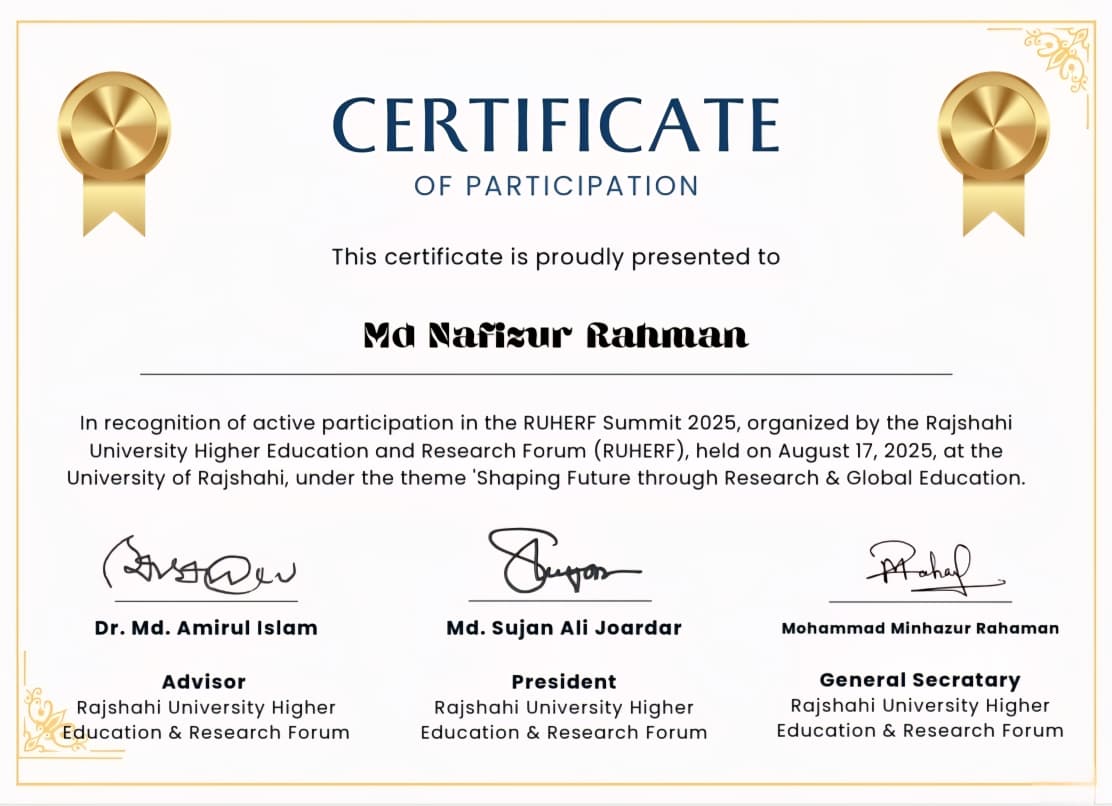 CERTIFICATE
OF PARTICIPATION
This certificate is proudly presented to
Md Nafizur Rahman
In recognition of active participation in the RUHERF Summit 2025, organized by the Rajshahi
University Higher Education and Research Forum (RUHERF), held on August 17, 2025, at the
University of Rajshahi, under the theme 'Shaping Future through Research & Global Education.
Dr. Md. Amirul Islam
Advisor
Rajshahi University Higher
Education & Research Forum
Md. Sujan Ali Joardar
President
Rajshahi University Higher
Education & Research Forum
Mohammad Minhazur Rahaman
General Secratary
Rajshahi University Higher
Education & Research Forum